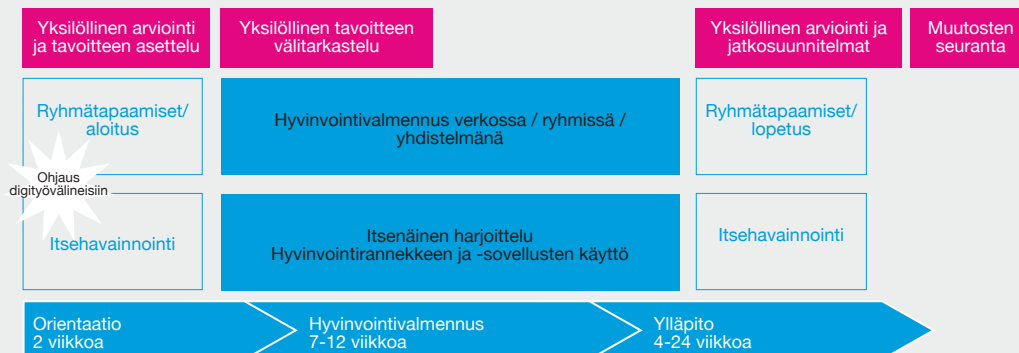 Yksilöllinen arviointi
ja tavoitteen asettelu
Yksilöllinen tavoitteen
välitarkastelu
Yksilöllinen arviointi ja
jatkosuunnitelmat
Muutosten
seuranta
Ryhmätapaamiset/
aloitus
Hyvinvointivalmennus verkossa / ryhmissä /
yhdistelmänä
Ryhmätapaamiset/
lopetus
Ohjaus
digityövälineisiin
Itsehavainnointi
Itsenäinen harjoittelu
Hyvinvointirannekkeen ja -sovellusten käyttö
Itsehavainnointi
Orientaatio
2 viikkoa
Hyvinvointivalmennus
7-12 viikkoa
Ylläpito
4-24 viikkoa